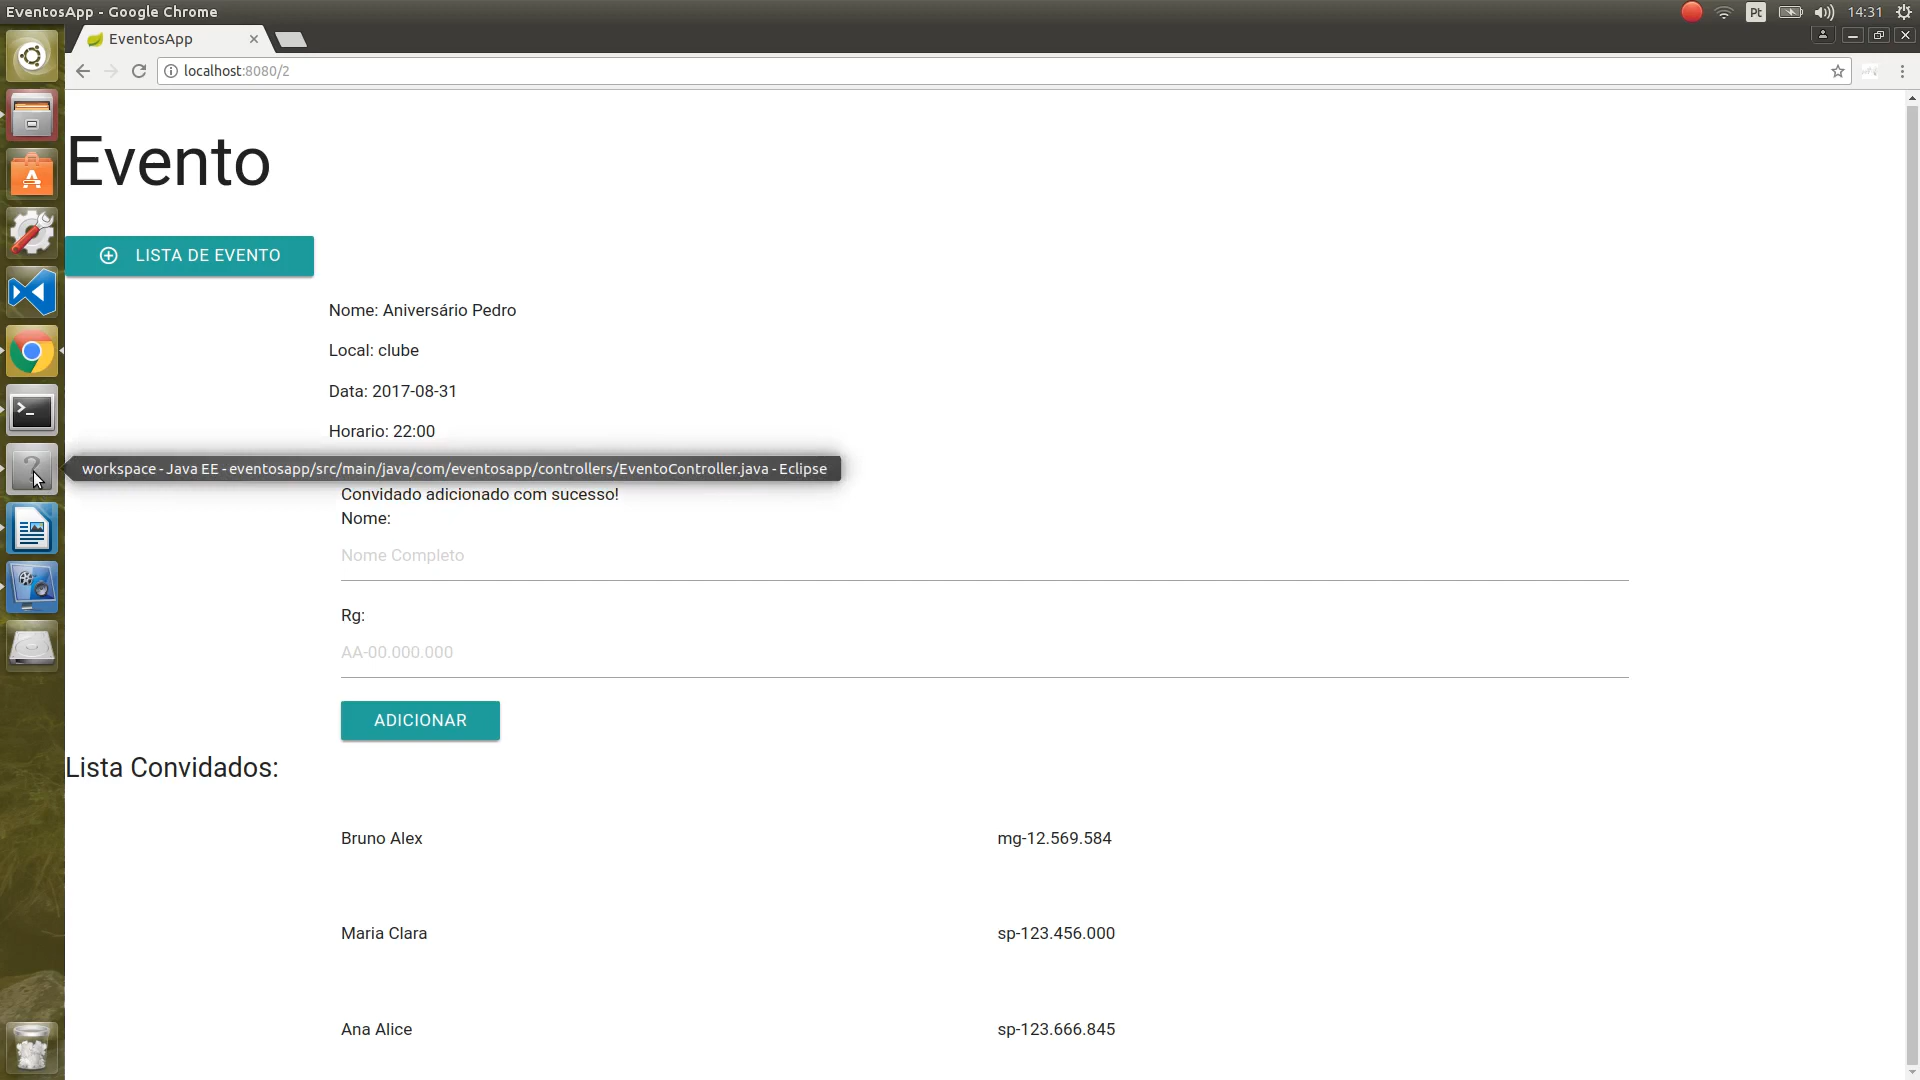 EventosApp - Google Chrome
Pt
14:31
EventosApp
localhost:8080/2
Evento
LISTA DE EVENTO
Nome: Aniversário Pedro
Local: clube
Data: 2017-08-31
Horario: 22:00
workspace - Java EE - eventosapp/src/main/java/com/eventosapp/controllers/EventoController.java - Eclipse
Convidado adicionado com sucesso!
Nome:
Nome Completo
Rg:
AA-00.000.000
ADICIONAR
Lista Convidados:
Bruno Alex mg-12.569.584
Maria Clara sp-123.456.000
Ana Alice sp-123.666.845